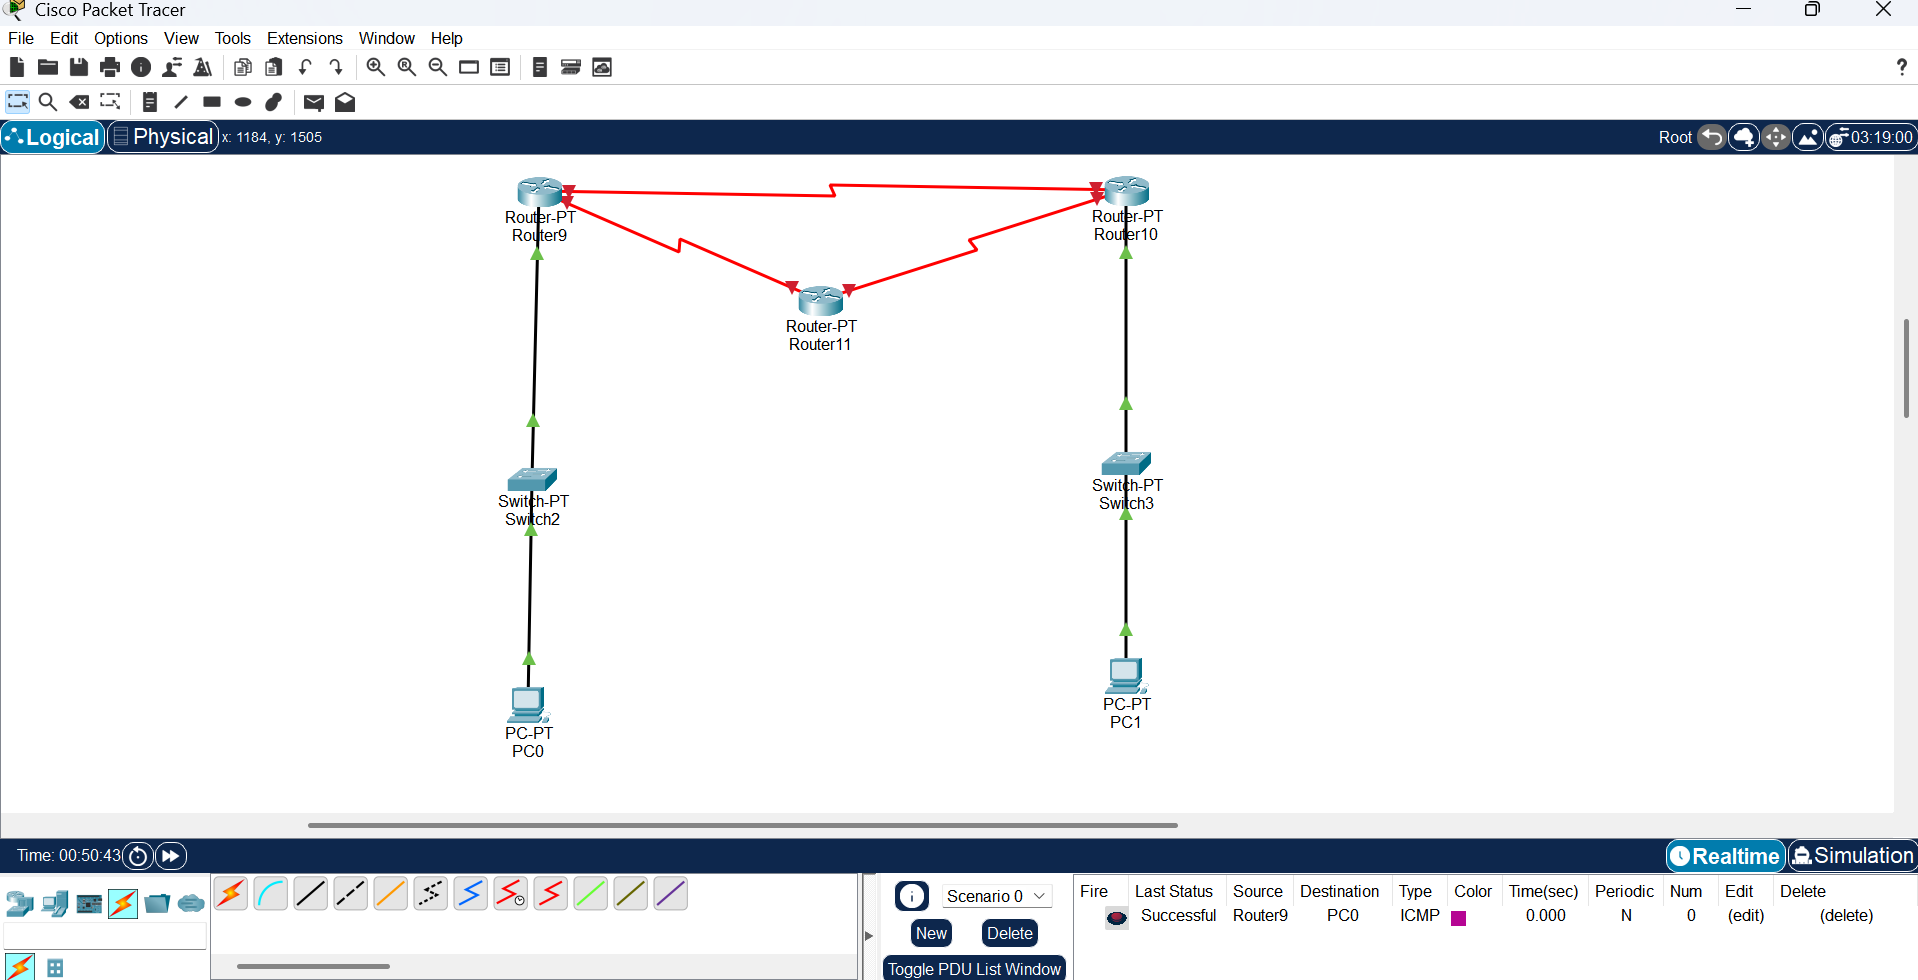 Cisco Packet Tracer
File Edit Options View Tools Extensions Window Help
?
Logical Physical x: 1184, y: 1505 Root 03:19:00
Router-PT
Router9
Router-PT
Router10
Router-PT
Router11
Switch-PT
Switch2
Switch-PT
Switch3
PC-PT
PC0
PC-PT
PC1
Time: 00:50:43 Realtime Simulation
Scenario 0
New Delete
Toggle PDU List Window
Fire Last Status Source Destination Type Color Time(sec) Periodic Num Edit Delete
Successful Router9 PC0 ICMP 0.000 N 0 (edit) (delete)